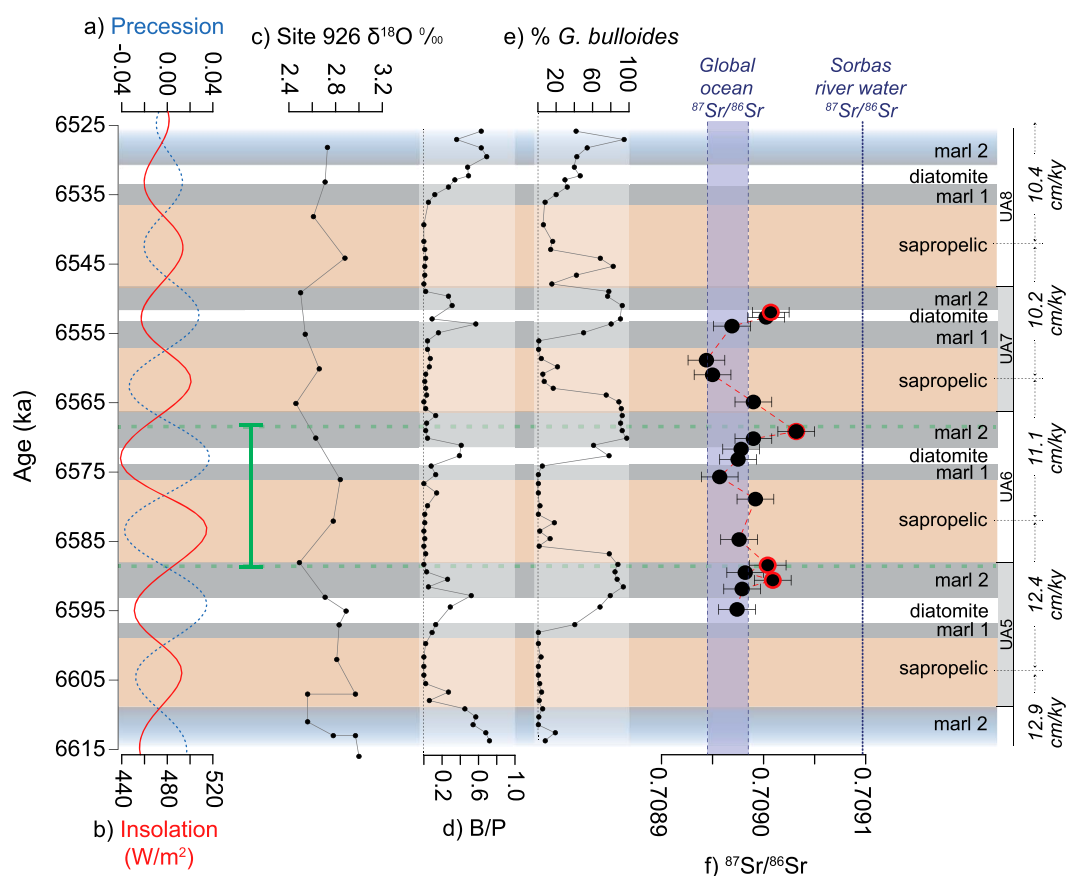 a) Precession
c) Site 926 δ¹⁸O ⁰/₀₀
e) % G. bulloides
-0.04
0.00
0.04
2.4
2.8
3.2
20
60
100
Global
ocean
⁸⁷Sr/⁸⁶Sr
Sorbas
river water
⁸⁷Sr/⁸⁶Sr
Age (ka)
6525
6535
6545
6555
6565
6575
6585
6595
6605
6615
marl 2
diatomite
marl 1
sapropelic
marl 2
diatomite
marl 1
sapropelic
marl 2
diatomite
marl 1
sapropelic
marl 2
diatomite
marl 1
sapropelic
marl 2
UA8
UA7
UA6
UA5
10.4
cm/ky
10.2
cm/ky
11.1
cm/ky
12.4
cm/ky
12.9
cm/ky
440
480
520
b) Insolation
(W/m²)
0.2
0.6
1.0
d) B/P
0.7089
0.7090
0.7091
f) ⁸⁷Sr/⁸⁶Sr